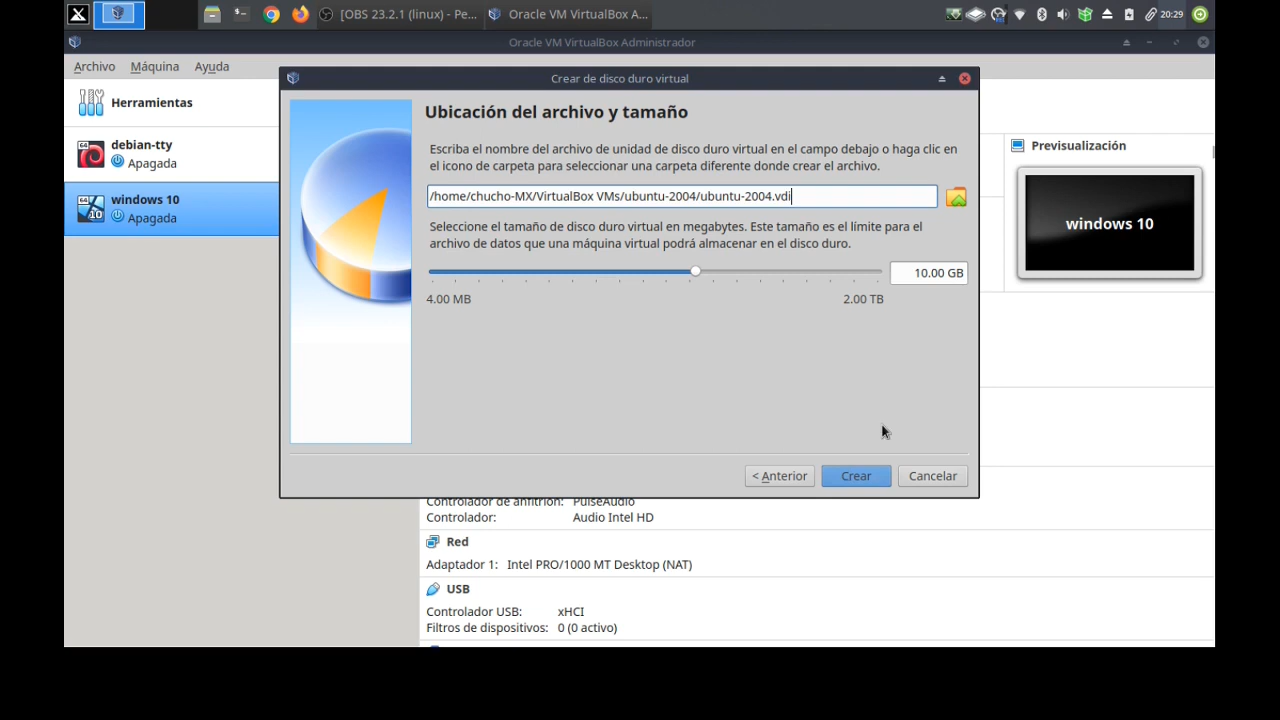 [OBS 23.2.1 (linux) - Pe...
Oracle VM VirtualBox A...
20:29
Oracle VM VirtualBox Administrador
Archivo Máquina Ayuda
Crear de disco duro virtual
Herramientas
debian-tty
Apagada
windows 10
Apagada
Ubicación del archivo y tamaño
Escriba el nombre del archivo de unidad de disco duro virtual en el campo debajo o haga clic en
el icono de carpeta para seleccionar una carpeta diferente donde crear el archivo.
/home/chucho-MX/VirtualBox VMs/ubuntu-2004/ubuntu-2004.vdi
Seleccione el tamaño de disco duro virtual en megabytes. Este tamaño es el límite para el
archivo de datos que una máquina virtual podrá almacenar en el disco duro.
10.00 GB
4.00 MB 2.00 TB
< Anterior Crear Cancelar
Previsualización
windows 10
Controlador de anfitrión: PulseAudio
Controlador: Audio Intel HD
Red
Adaptador 1: Intel PRO/1000 MT Desktop (NAT)
USB
Controlador USB: xHCI
Filtros de dispositivos: 0 (0 activo)